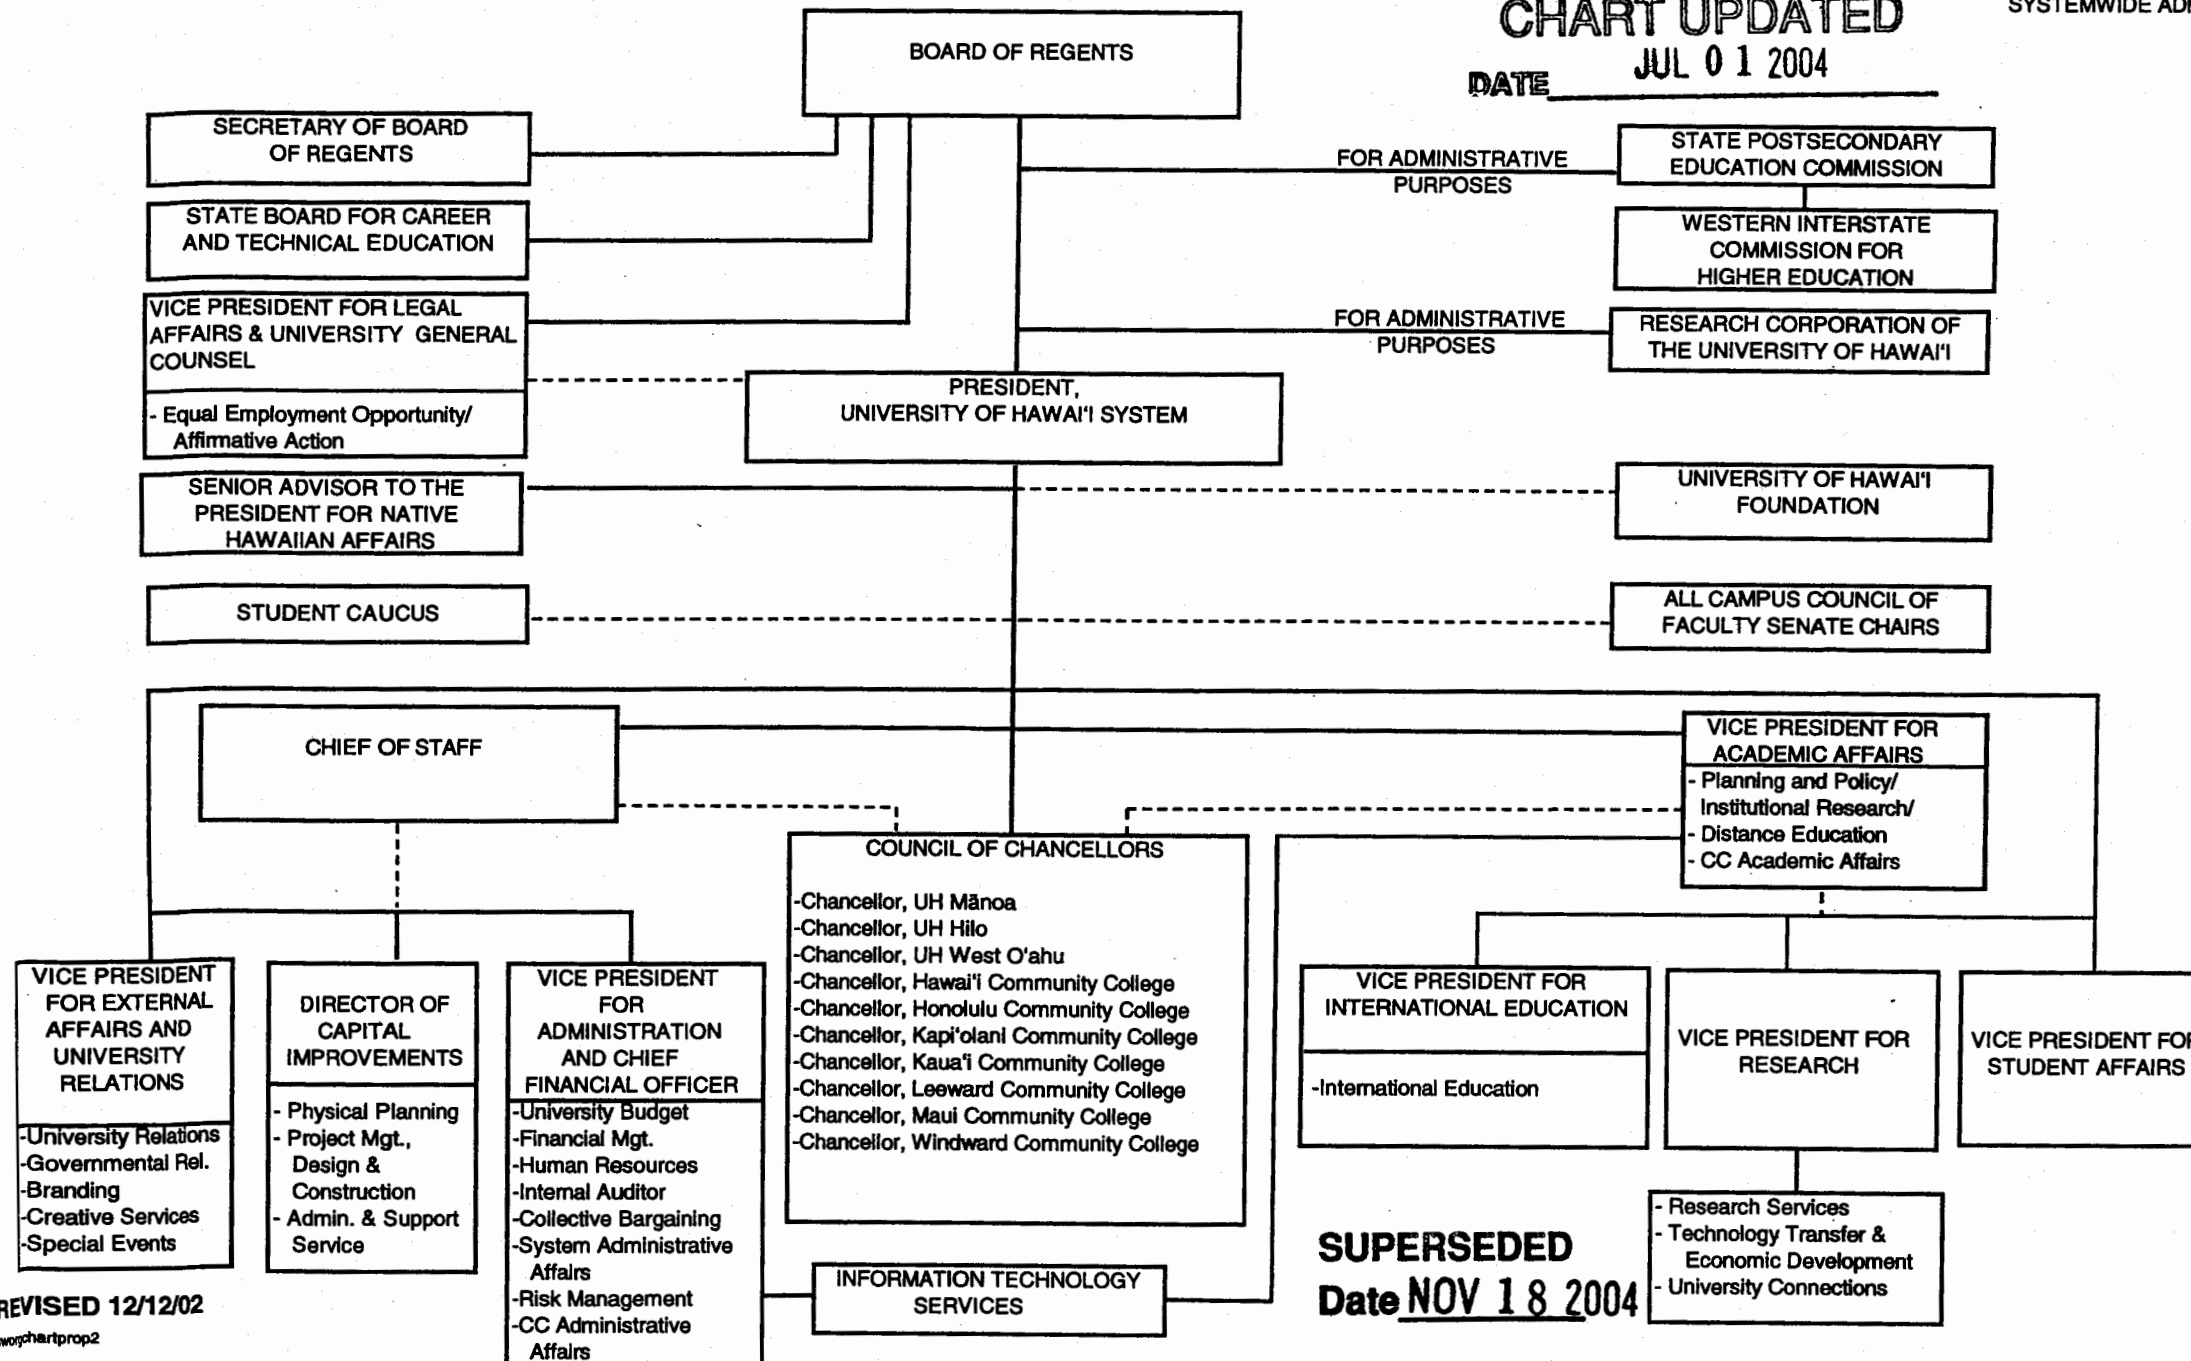 CHART UPDATED
DATE JUL 01 2004
SYSTEMWIDE
BOARD OF REGENTS
SECRETARY OF BOARD
OF REGENTS
STATE BOARD FOR CAREER
AND TECHNICAL EDUCATION
VICE PRESIDENT FOR LEGAL
AFFAIRS & UNIVERSITY GENERAL
COUNSEL
- Equal Employment Opportunity/
Affirmative Action
FOR ADMINISTRATIVE
PURPOSES
STATE POSTSECONDARY
EDUCATION COMMISSION
WESTERN INTERSTATE
COMMISSION FOR
HIGHER EDUCATION
FOR ADMINISTRATIVE
PURPOSES
RESEARCH CORPORATION OF
THE UNIVERSITY OF HAWAI'I
PRESIDENT,
UNIVERSITY OF HAWAI'I SYSTEM
SENIOR ADVISOR TO THE
PRESIDENT FOR NATIVE
HAWAIIAN AFFAIRS
UNIVERSITY OF HAWAI'I
FOUNDATION
STUDENT CAUCUS
ALL CAMPUS COUNCIL OF
FACULTY SENATE CHAIRS
CHIEF OF STAFF
VICE PRESIDENT FOR
ACADEMIC AFFAIRS
- Planning and Policy/
Institutional Research/
- Distance Education
- CC Academic Affairs
COUNCIL OF CHANCELLORS
-Chancellor, UH Mānoa
-Chancellor, UH Hilo
-Chancellor, UH West O'ahu
-Chancellor, Hawai'i Community College
-Chancellor, Honolulu Community College
-Chancellor, Kapi'olani Community College
-Chancellor, Kaua'i Community College
-Chancellor, Leeward Community College
-Chancellor, Maui Community College
-Chancellor, Windward Community College
VICE PRESIDENT
FOR EXTERNAL
AFFAIRS AND
UNIVERSITY
RELATIONS
-University Relations
-Governmental Rel.
-Branding
-Creative Services
-Special Events
DIRECTOR OF
CAPITAL
IMPROVEMENTS
- Physical Planning
- Project Mgt.,
Design &
Construction
- Admin. & Support
Service
VICE PRESIDENT
FOR
ADMINISTRATION
AND CHIEF
FINANCIAL OFFICER
-University Budget
-Financial Mgt.
-Human Resources
-Internal Auditor
-Collective Bargaining
-System Administrative
Affairs
-Risk Management
-CC Administrative
Affairs
INFORMATION TECHNOLOGY
SERVICES
VICE PRESIDENT FOR
INTERNATIONAL EDUCATION
-International Education
VICE PRESIDENT FOR
RESEARCH
- Research Services
- Technology Transfer &
Economic Development
- University Connections
VICE PRESIDENT FOR
STUDENT AFFAIRS
SUPERSEDED
Date NOV 18 2004
REVISED 12/12/02